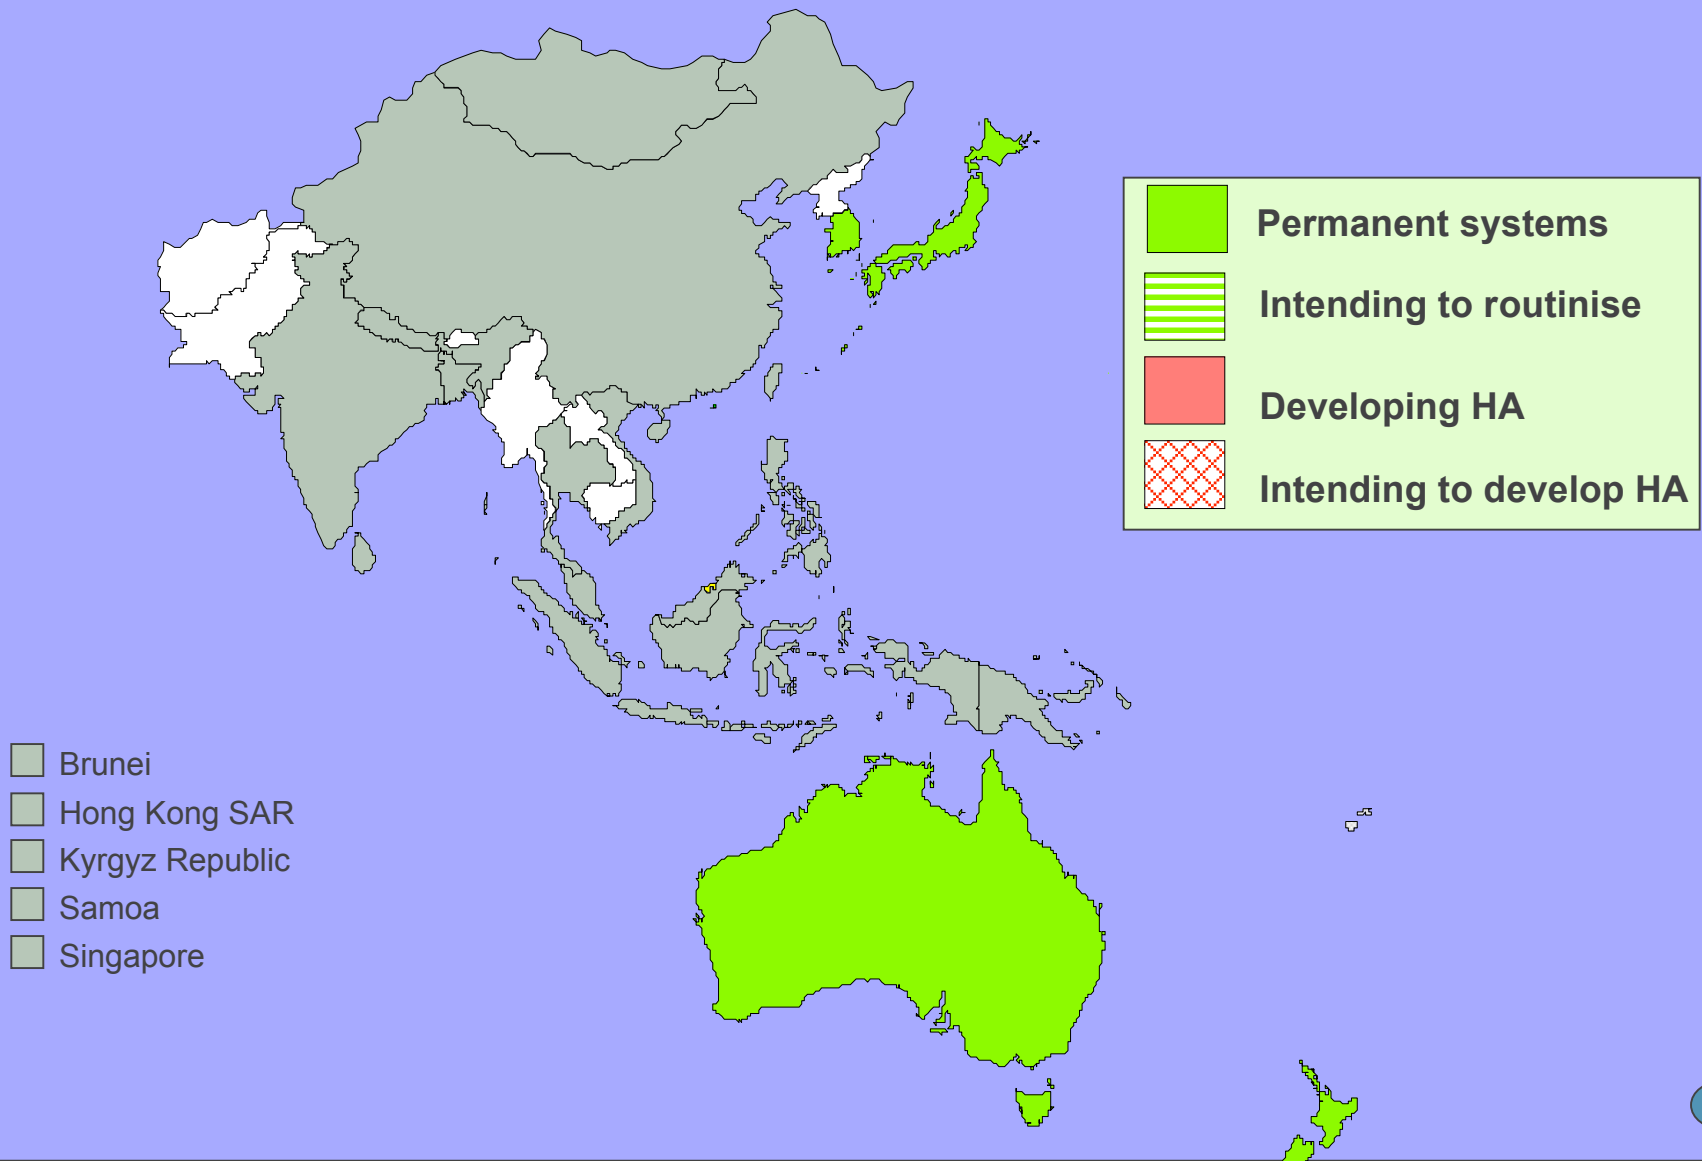 Permanent systems
Intending to routinise
Developing HA
Intending to develop HA
Brunei
Hong Kong SAR
Kyrgyz Republic
Samoa
Singapore